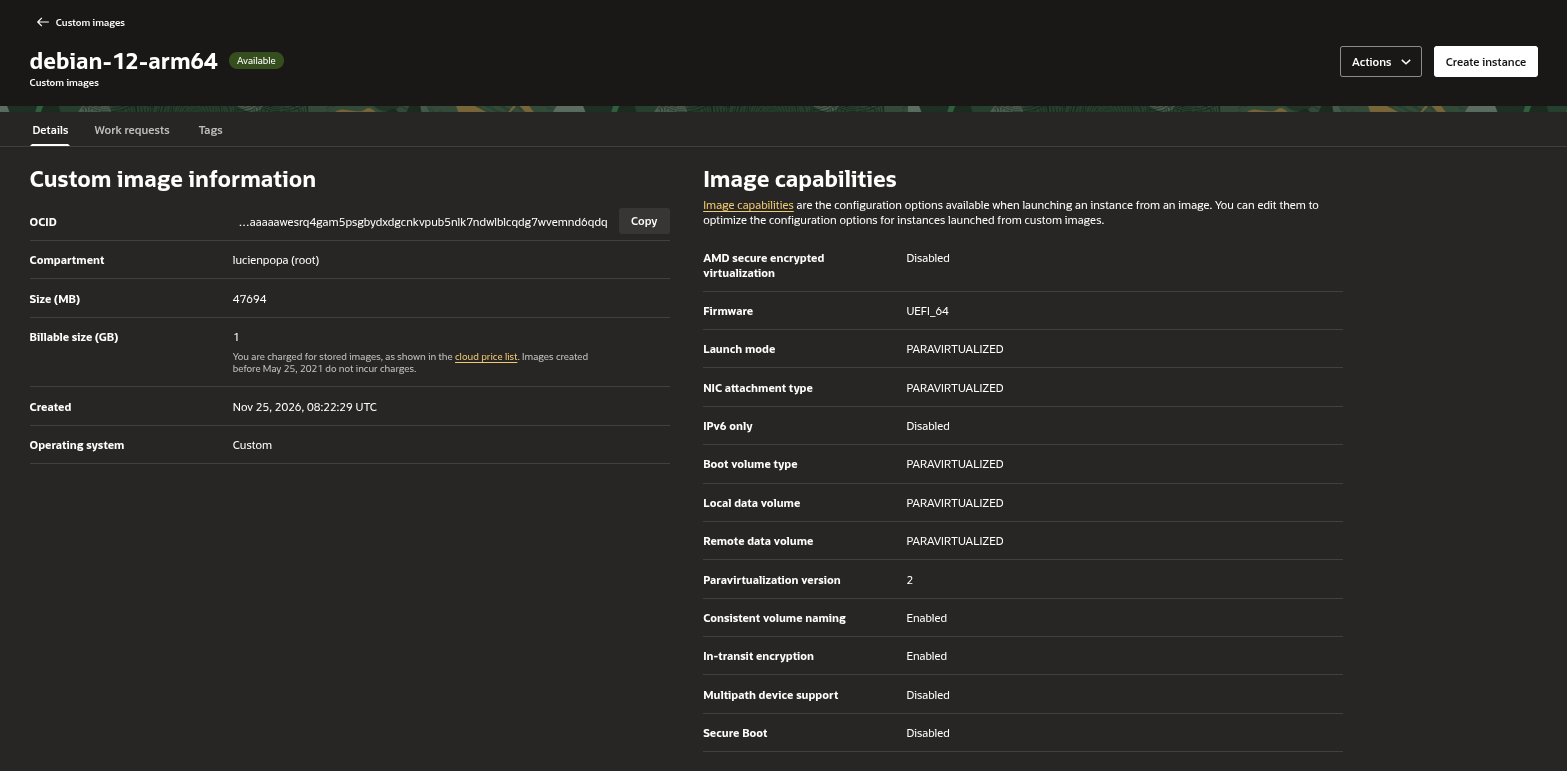 Custom images
debian-12-arm64
Available
Custom images
Actions
Create instance
Details
Work requests
Tags
Custom image information
OCID
...aaaaawesrq4gam5psgbydxdgcnkvpub5nlk7ndwlblcqdg7wvemnd6qdq
Copy
Compartment
lucienpopa (root)
Size (MB)
47694
Billable size (GB)
1
You are charged for stored images, as shown in the cloud price list. Images created
before May 25, 2021 do not incur charges.
Created
Nov 25, 2026, 08:22:29 UTC
Operating system
Custom
Image capabilities
Image capabilities are the configuration options available when launching an instance from an image. You can edit them to
optimize the configuration options for instances launched from custom images.
AMD secure encrypted
virtualization
Disabled
Firmware
UEFI_64
Launch mode
PARAVIRTUALIZED
NIC attachment type
PARAVIRTUALIZED
IPv6 only
Disabled
Boot volume type
PARAVIRTUALIZED
Local data volume
PARAVIRTUALIZED
Remote data volume
PARAVIRTUALIZED
Paravirtualization version
2
Consistent volume naming
Enabled
In-transit encryption
Enabled
Multipath device support
Disabled
Secure Boot
Disabled